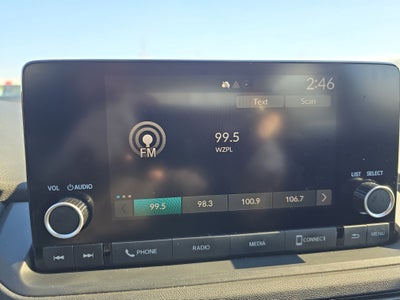 2:46
Text Scan
FM
99.5
WZPL
VOL AUDIO
LIST SELECT
99.5 98.3 100.9 106.7
PHONE RADIO MEDIA CONNECT MENU